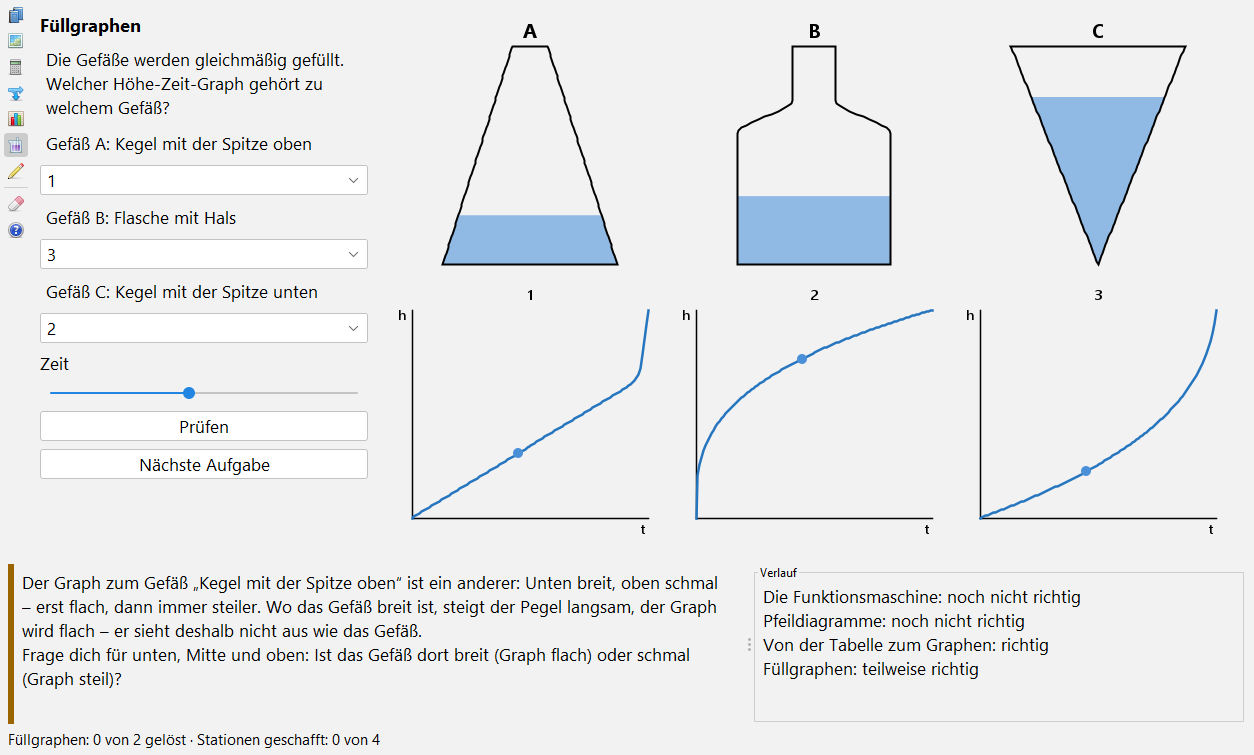 Füllgraphen
Die Gefäße werden gleichmäßig gefüllt.
Welcher Höhe-Zeit-Graph gehört zu
welchem Gefäß?
Gefäß A: Kegel mit der Spitze oben
1
Gefäß B: Flasche mit Hals
3
Gefäß C: Kegel mit der Spitze unten
2
Zeit
Prüfen
Nächste Aufgabe
A
B
C
1
2
3
h
h
h
t
t
t
Der Graph zum Gefäß „Kegel mit der Spitze oben“ ist ein anderer: Unten breit, oben schmal
– erst flach, dann immer steiler. Wo das Gefäß breit ist, steigt der Pegel langsam, der Graph
wird flach – er sieht deshalb nicht aus wie das Gefäß.
Frage dich für unten, Mitte und oben: Ist das Gefäß dort breit (Graph flach) oder schmal
(Graph steil)?
Verlauf
Die Funktionsmaschine: noch nicht richtig
Pfeildiagramme: noch nicht richtig
Von der Tabelle zum Graphen: richtig
Füllgraphen: teilweise richtig
Füllgraphen: 0 von 2 gelöst · Stationen geschafft: 0 von 4